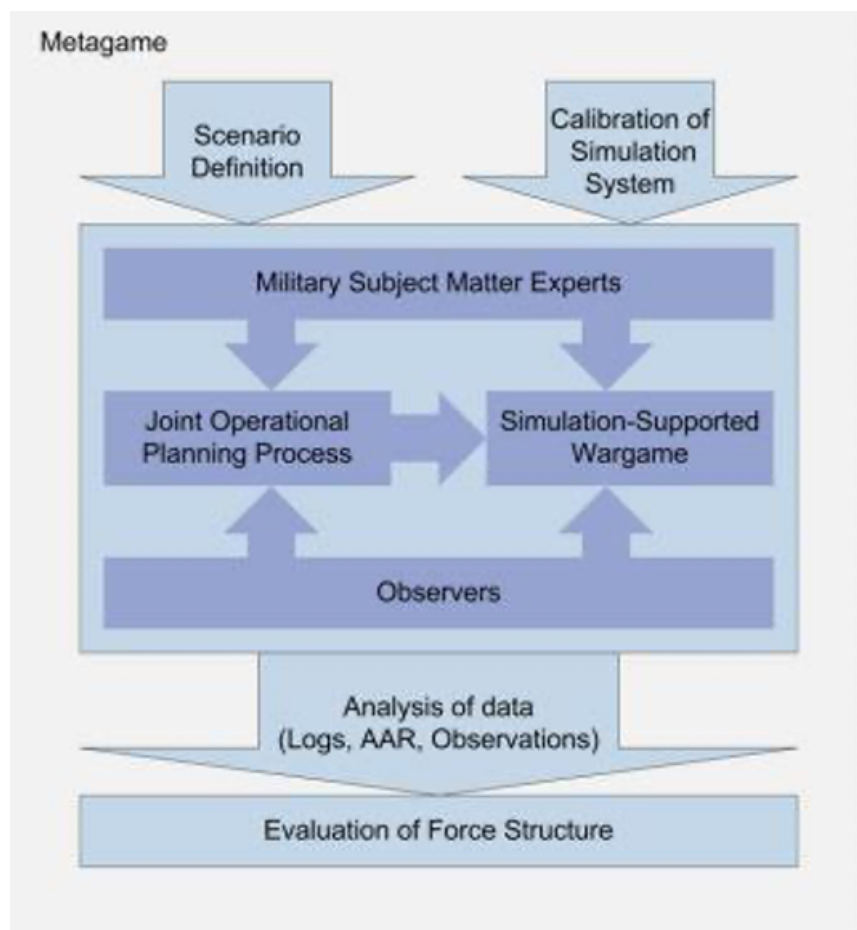 Metagame
Scenario
Definition
Calibration of
Simulation
System
Military Subject Matter Experts
Joint Operational
Planning Process
Simulation-Supported
Wargame
Observers
Analysis of data
(Logs, AAR, Observations)
Evaluation of Force Structure